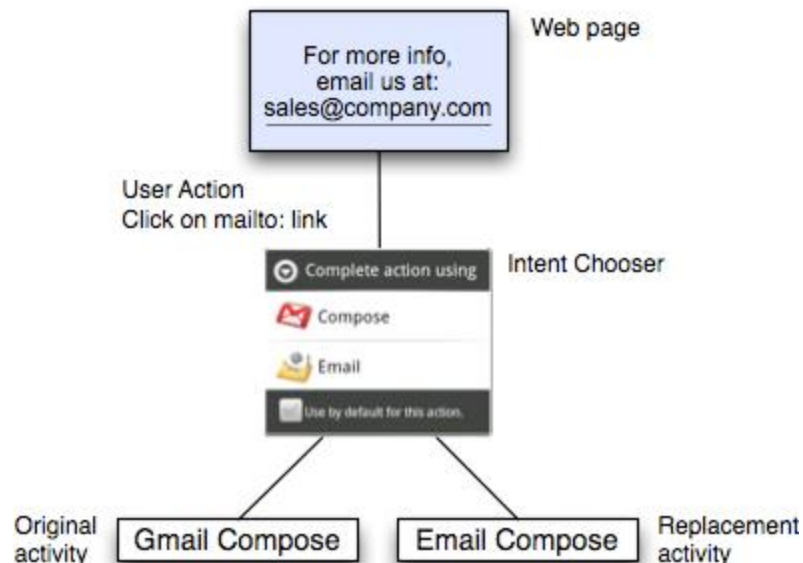 Web page
For more info,
email us at:
sales@company.com
User Action
Click on mailto: link
Intent Chooser
Complete action using
Compose
Email
Use by default for this action.
Original
activity
Gmail Compose
Email Compose
Replacement
activity